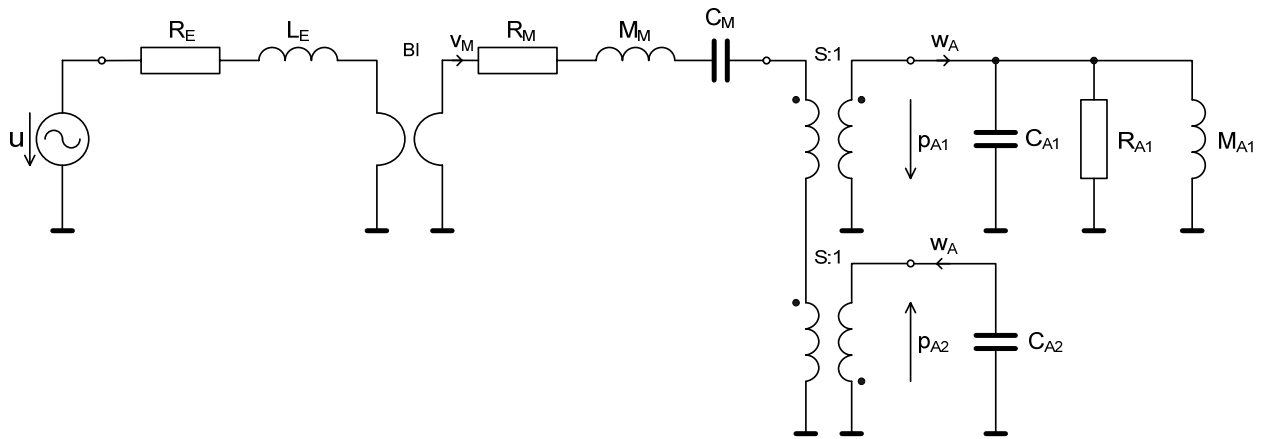 R_E
L_E
Bl
v_M
R_M
M_M
C_M
S:1
w_A
u
p_A1
C_A1
R_A1
M_A1
S:1
w_A
p_A2
C_A2